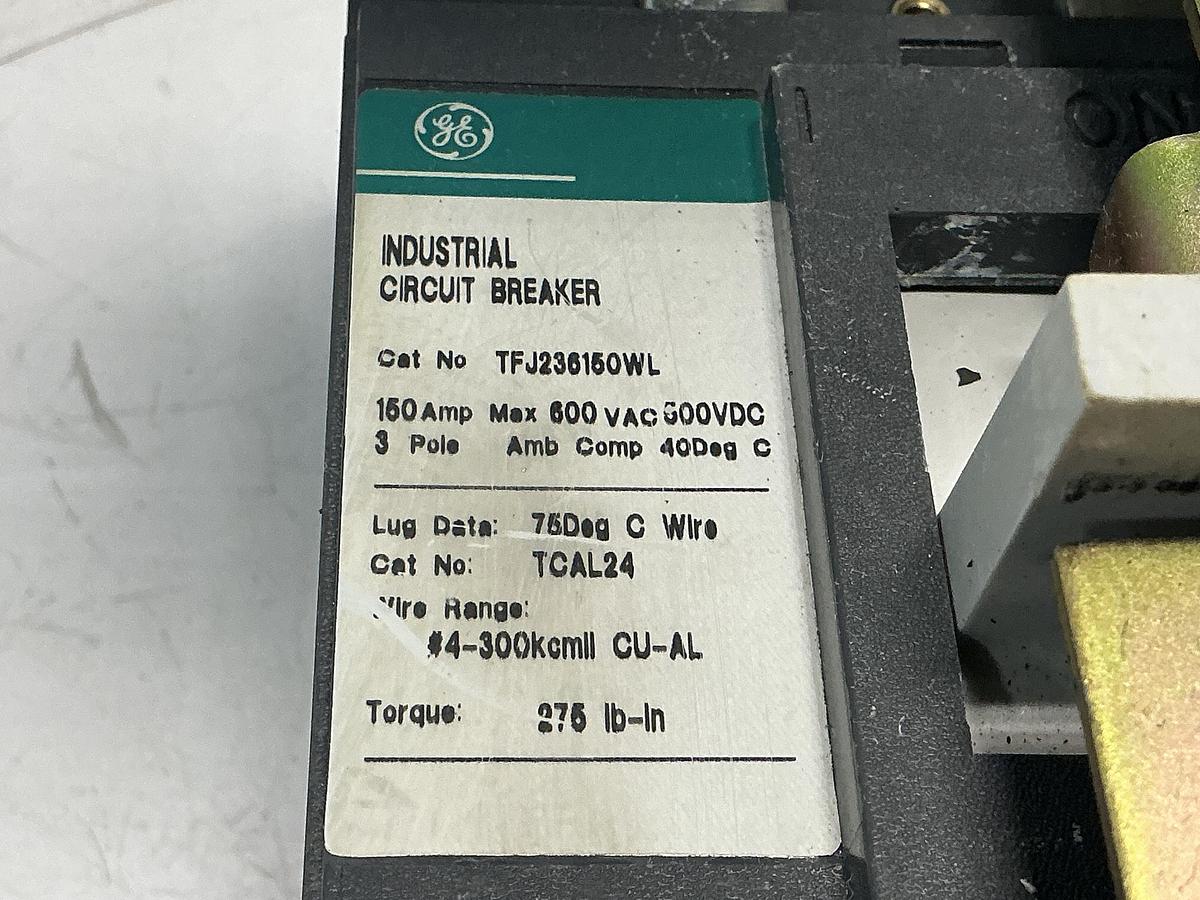 GE
ON
INDUSTRIAL
CIRCUIT BREAKER
Cat No TFJ236150WL
150 Amp Max 600 VAC 500VDC
3 Pole Amb Comp 40Deg C
Lug Data: 75Deg C Wire
Cat No: TCAL24
Wire Range:
#4-300kcmil CU-AL
Torque: 275 lb-in